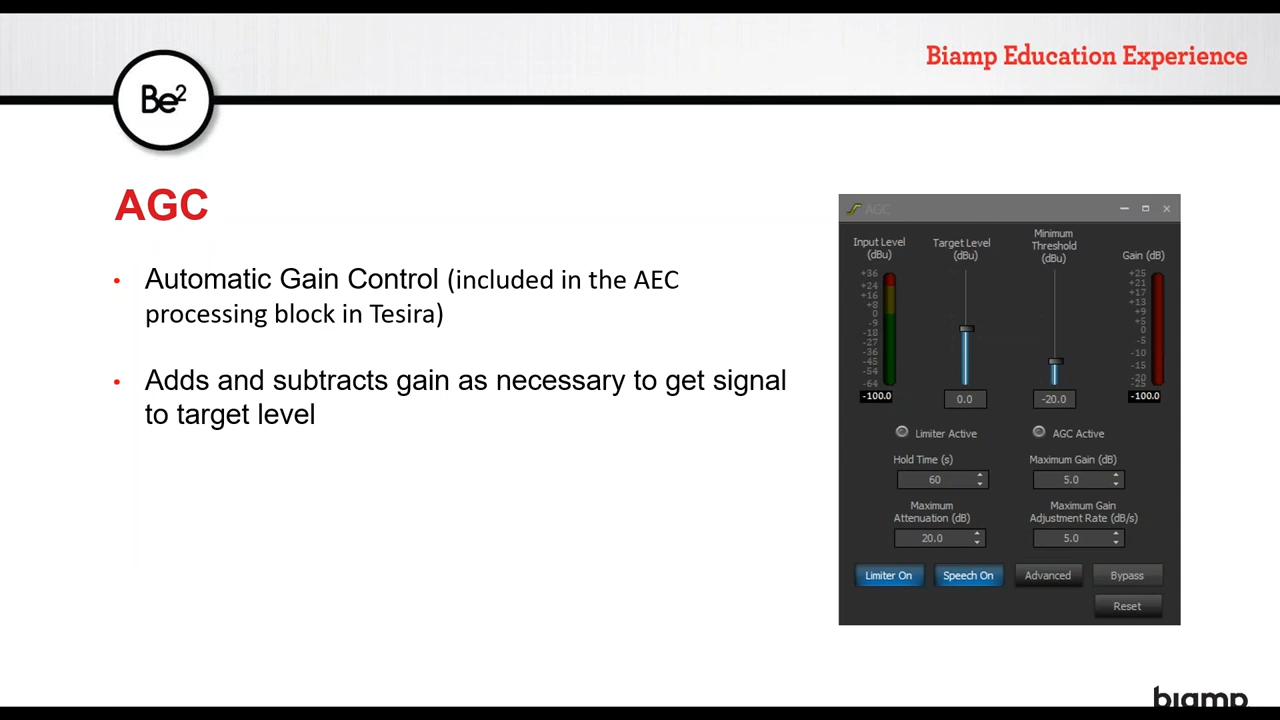 Biamp Education Experience
Be2
AGC
• Automatic Gain Control (included in the AEC
processing block in Tesira)
• Adds and subtracts gain as necessary to get signal
to target level
AGC
Input Level
(dBu)
Target Level
(dBu)
Minimum
Threshold
(dBu)
Gain (dB)
+36
+24
+16
+8
0
-9
-18
-27
-36
-45
-54
-64
-100.0
0.0
-20.0
+25
+21
+17
+13
+9
+5
0
-5
-10
-15
-20
-25
-100.0
Limiter Active
AGC Active
Hold Time (s)
Maximum Gain (dB)
60
5.0
Maximum
Attenuation (dB)
Maximum Gain
Adjustment Rate (dB/s)
20.0
5.0
Limiter On
Speech On
Advanced
Bypass
Reset
biamp